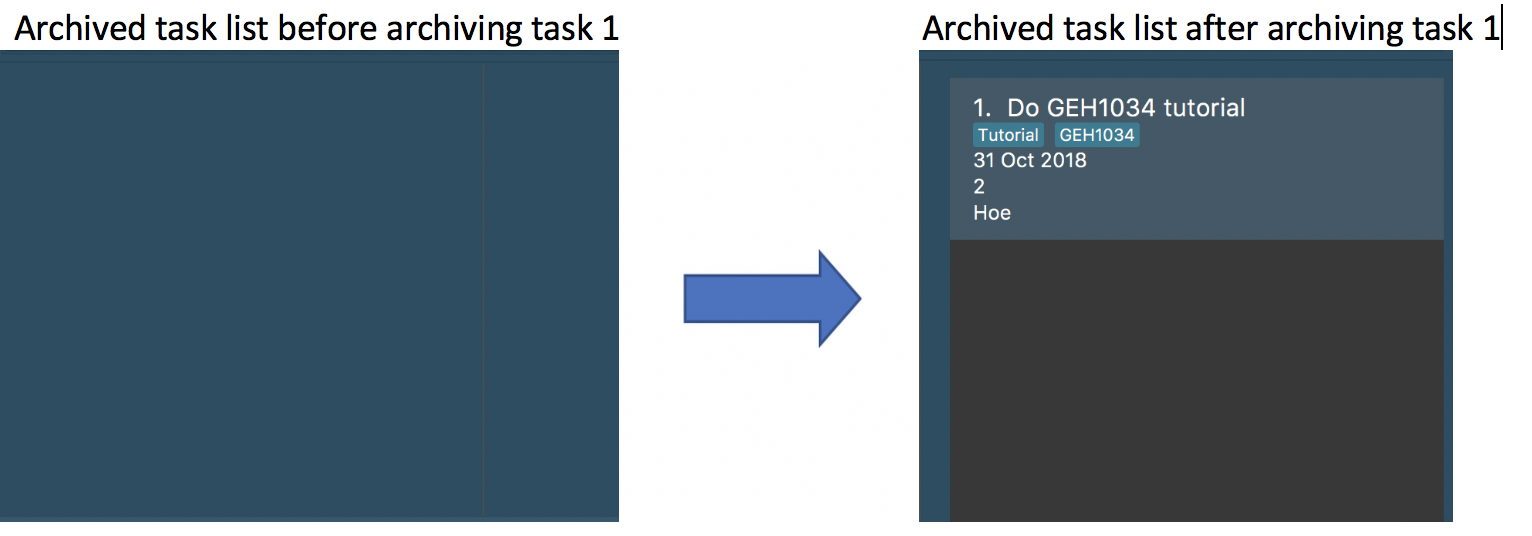 Archived task list before archiving task 1
Archived task list after archiving task 1
1. Do GEH1034 tutorial
Tutorial GEH1034
31 Oct 2018
2
Hoe